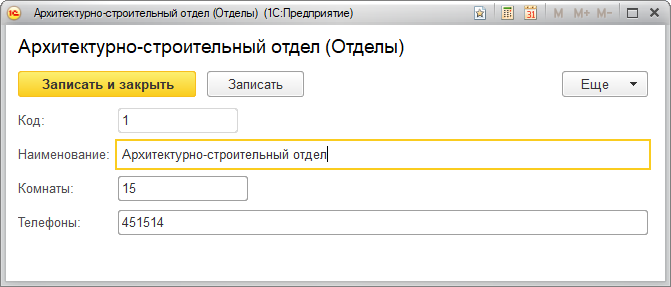 Архитектурно-строительный отдел (Отделы) (1С:Предприятие)
M M+ M−
Архитектурно-строительный отдел (Отделы)
Записать и закрыть Записать Еще
Код: 1
Наименование: Архитектурно-строительный отдел
Комнаты: 15
Телефоны: 451514